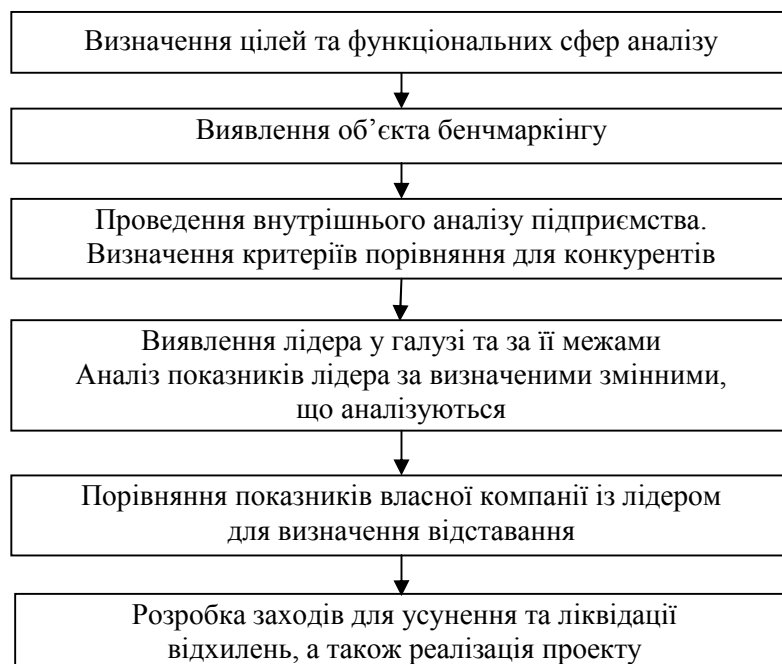 Визначення цілей та функціональних сфер аналізу
Виявлення об’єкта бенчмаркінгу
Проведення внутрішнього аналізу підприємства.
Визначення критеріїв порівняння для конкурентів
Виявлення лідера у галузі та за її межами
Аналіз показників лідера за визначеними змінними,
що аналізуються
Порівняння показників власної компанії із лідером
для визначення відставання
Розробка заходів для усунення та ліквідації
відхилень, а також реалізація проекту